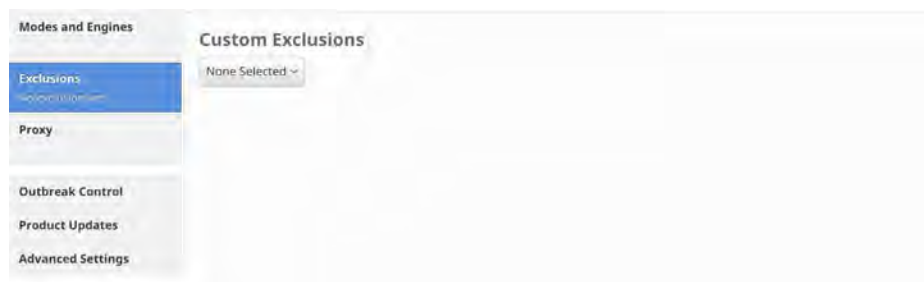 Modes and Engines
Custom Exclusions
None Selected
Exclusions
Proxy
Outbreak Control
Product Updates
Advanced Settings